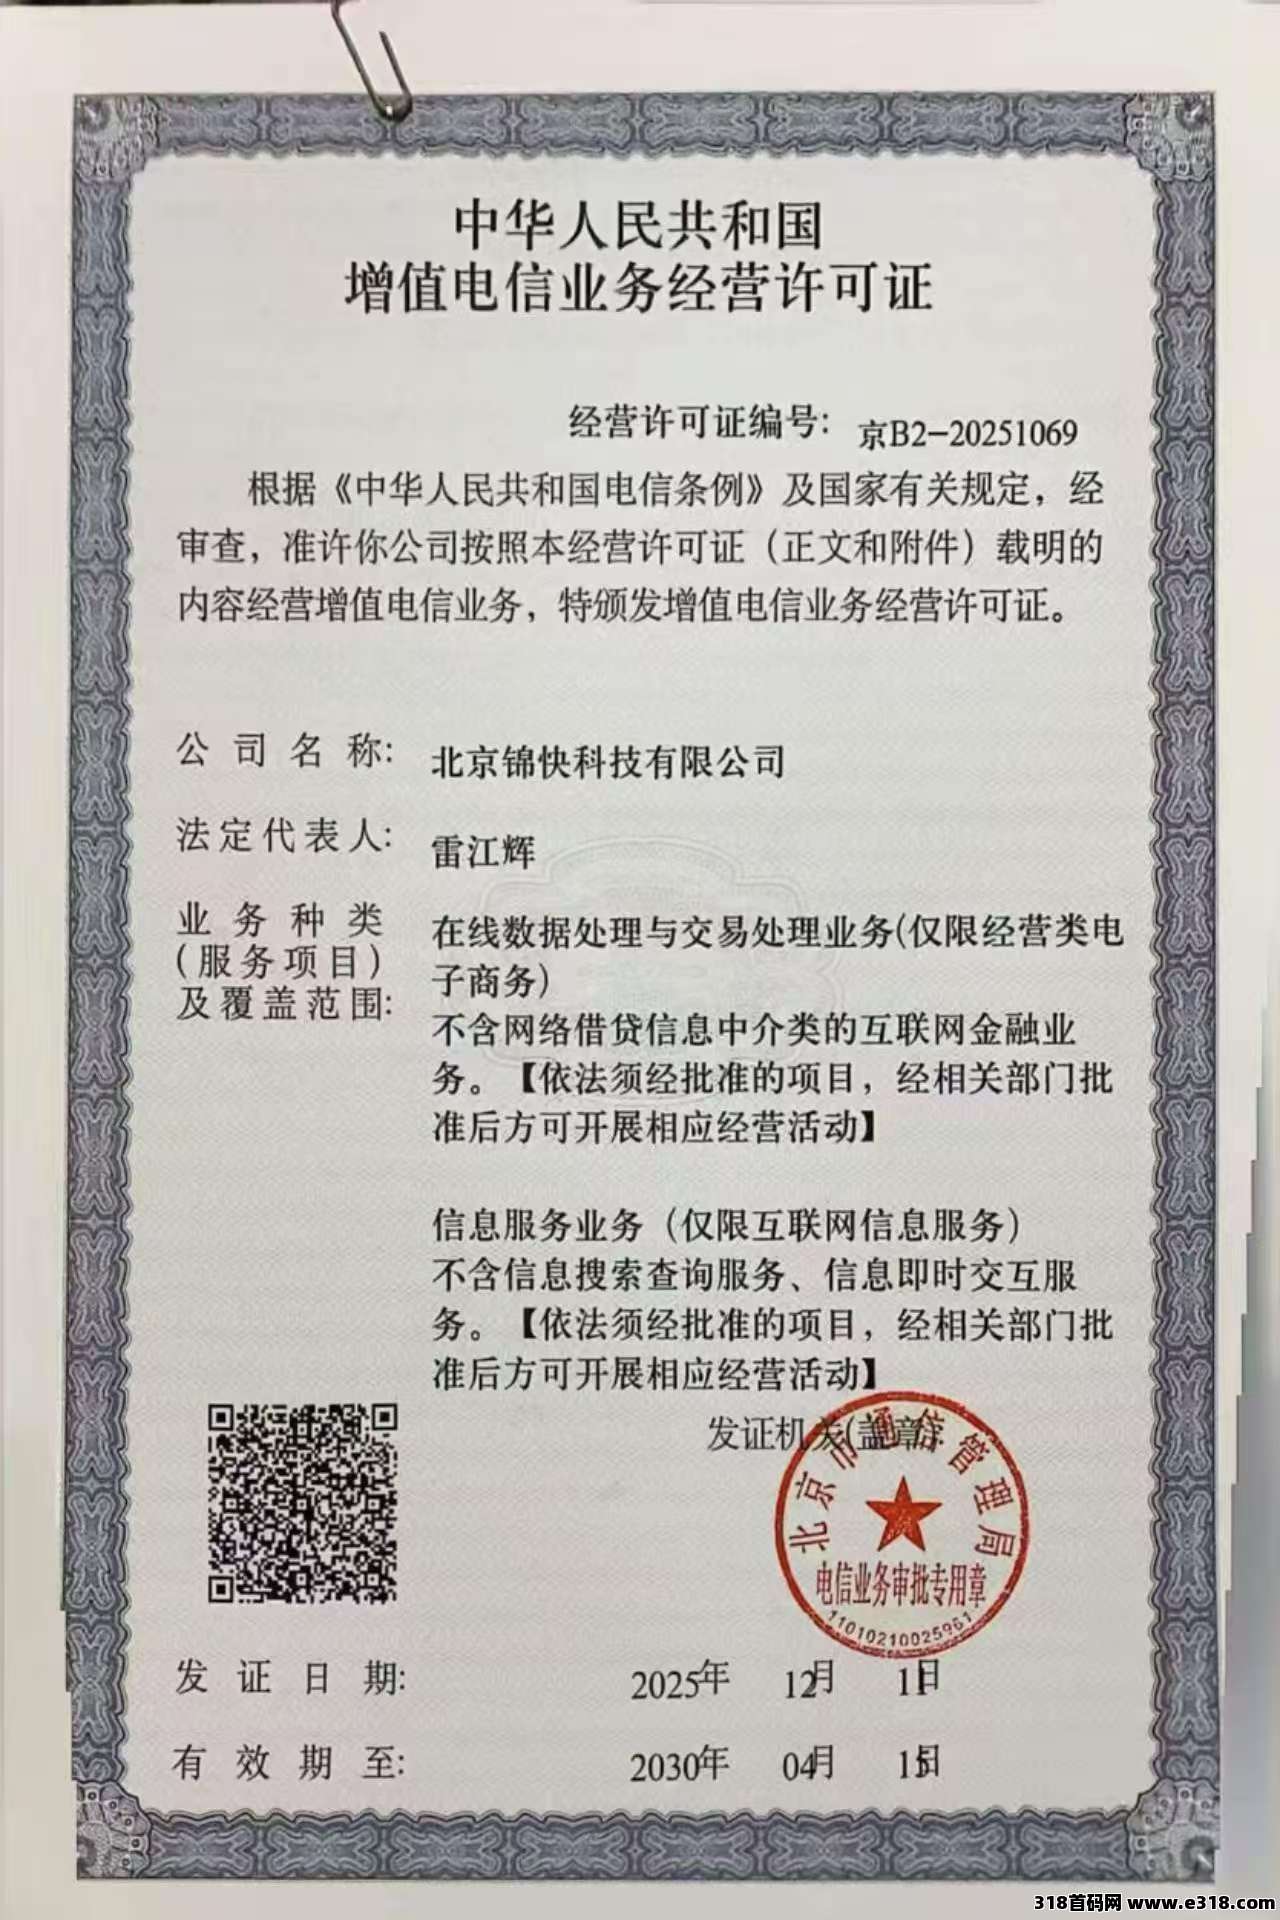 中华人民共和国
增值电信业务经营许可证
经营许可证编号: 京B2-20251069
根据《中华人民共和国电信条例》及国家有关规定，经
审查，准许你公司按照本经营许可证（正文和附件）载明的
内容经营增值电信业务，特颁发增值电信业务经营许可证。
公司名称: 北京锦快科技有限公司
法定代表人: 雷江辉
业务种类
(服务项目)
及覆盖范围:
在线数据处理与交易处理业务(仅限经营类电
子商务)
不含网络借贷信息中介类的互联网金融业
务。【依法须经批准的项目，经相关部门批
准后方可开展相应经营活动】
信息服务业务（仅限互联网信息服务）
不含信息搜索查询服务、信息即时交互服
务。【依法须经批准的项目，经相关部门批
准后方可开展相应经营活动】
发证机关(盖章):
北京市通信管理局
电信业务审批专用章
11010210025961
发证日期: 2025年 12月 11日
有效期至: 2030年 04月 15日
318首码网 www.e318.com